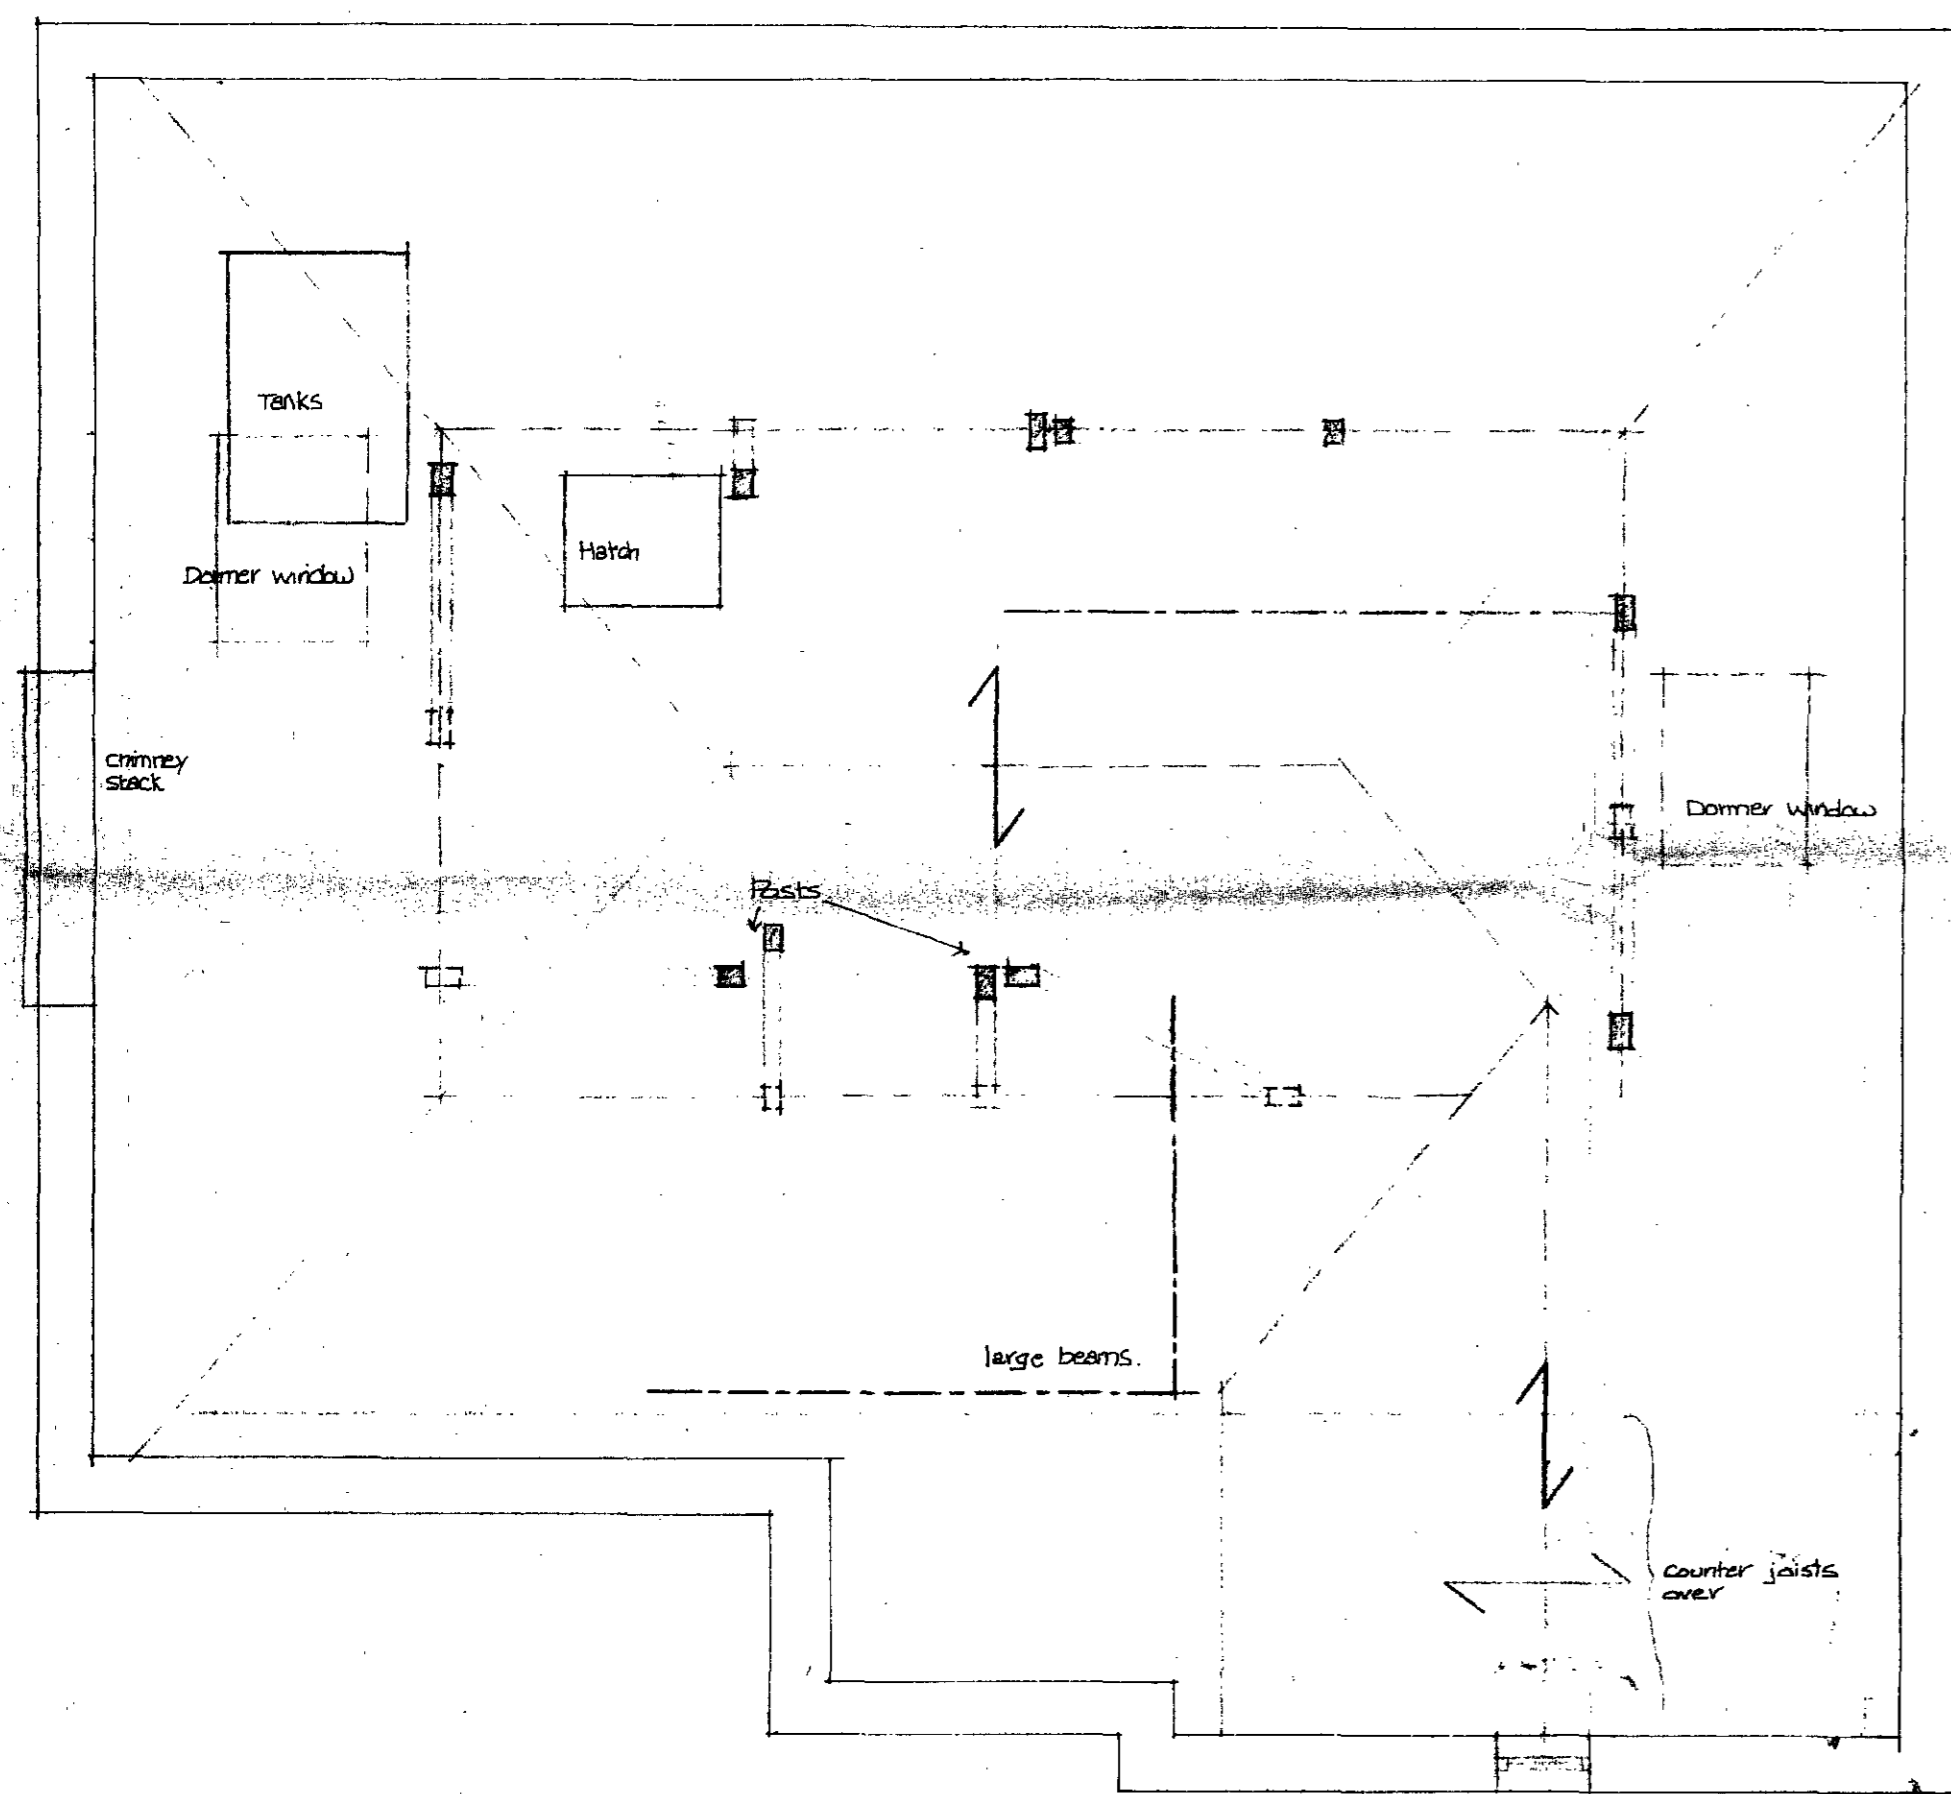 Tanks
Hatch
Dormer window
chimney
stack
Dormer window
Posts
large beams.
counter joists
over